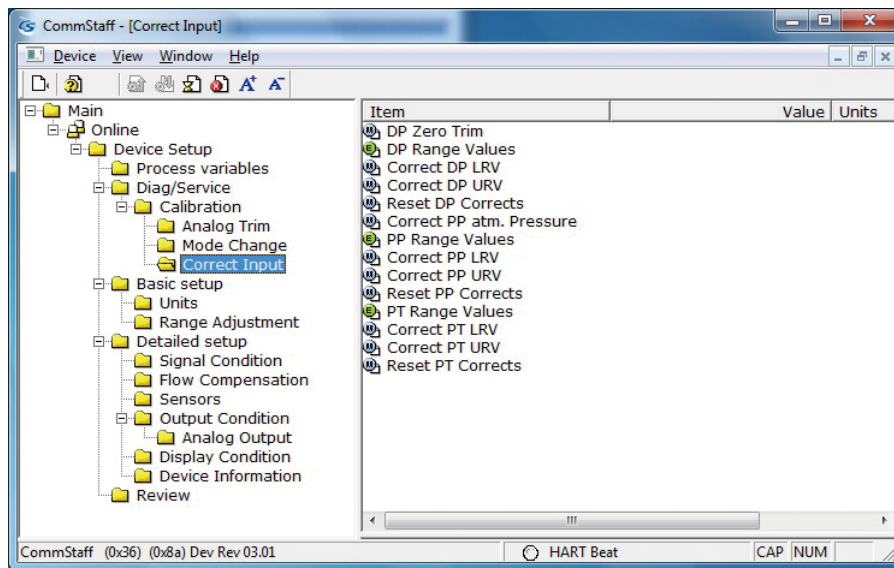 CommStaff - [Correct Input]
Device View Window Help
Main
Online
Device Setup
Process variables
Diag/Service
Calibration
Analog Trim
Mode Change
Correct Input
Basic setup
Units
Range Adjustment
Detailed setup
Signal Condition
Flow Compensation
Sensors
Output Condition
Analog Output
Display Condition
Device Information
Review
Item Value Units
DP Zero Trim
DP Range Values
Correct DP LRV
Correct DP URV
Reset DP Corrects
Correct PP atm. Pressure
PP Range Values
Correct PP LRV
Correct PP URV
Reset PP Corrects
PT Range Values
Correct PT LRV
Correct PT URV
Reset PT Corrects
CommStaff (0x36) (0x8a) Dev Rev 03.01 HART Beat CAP NUM